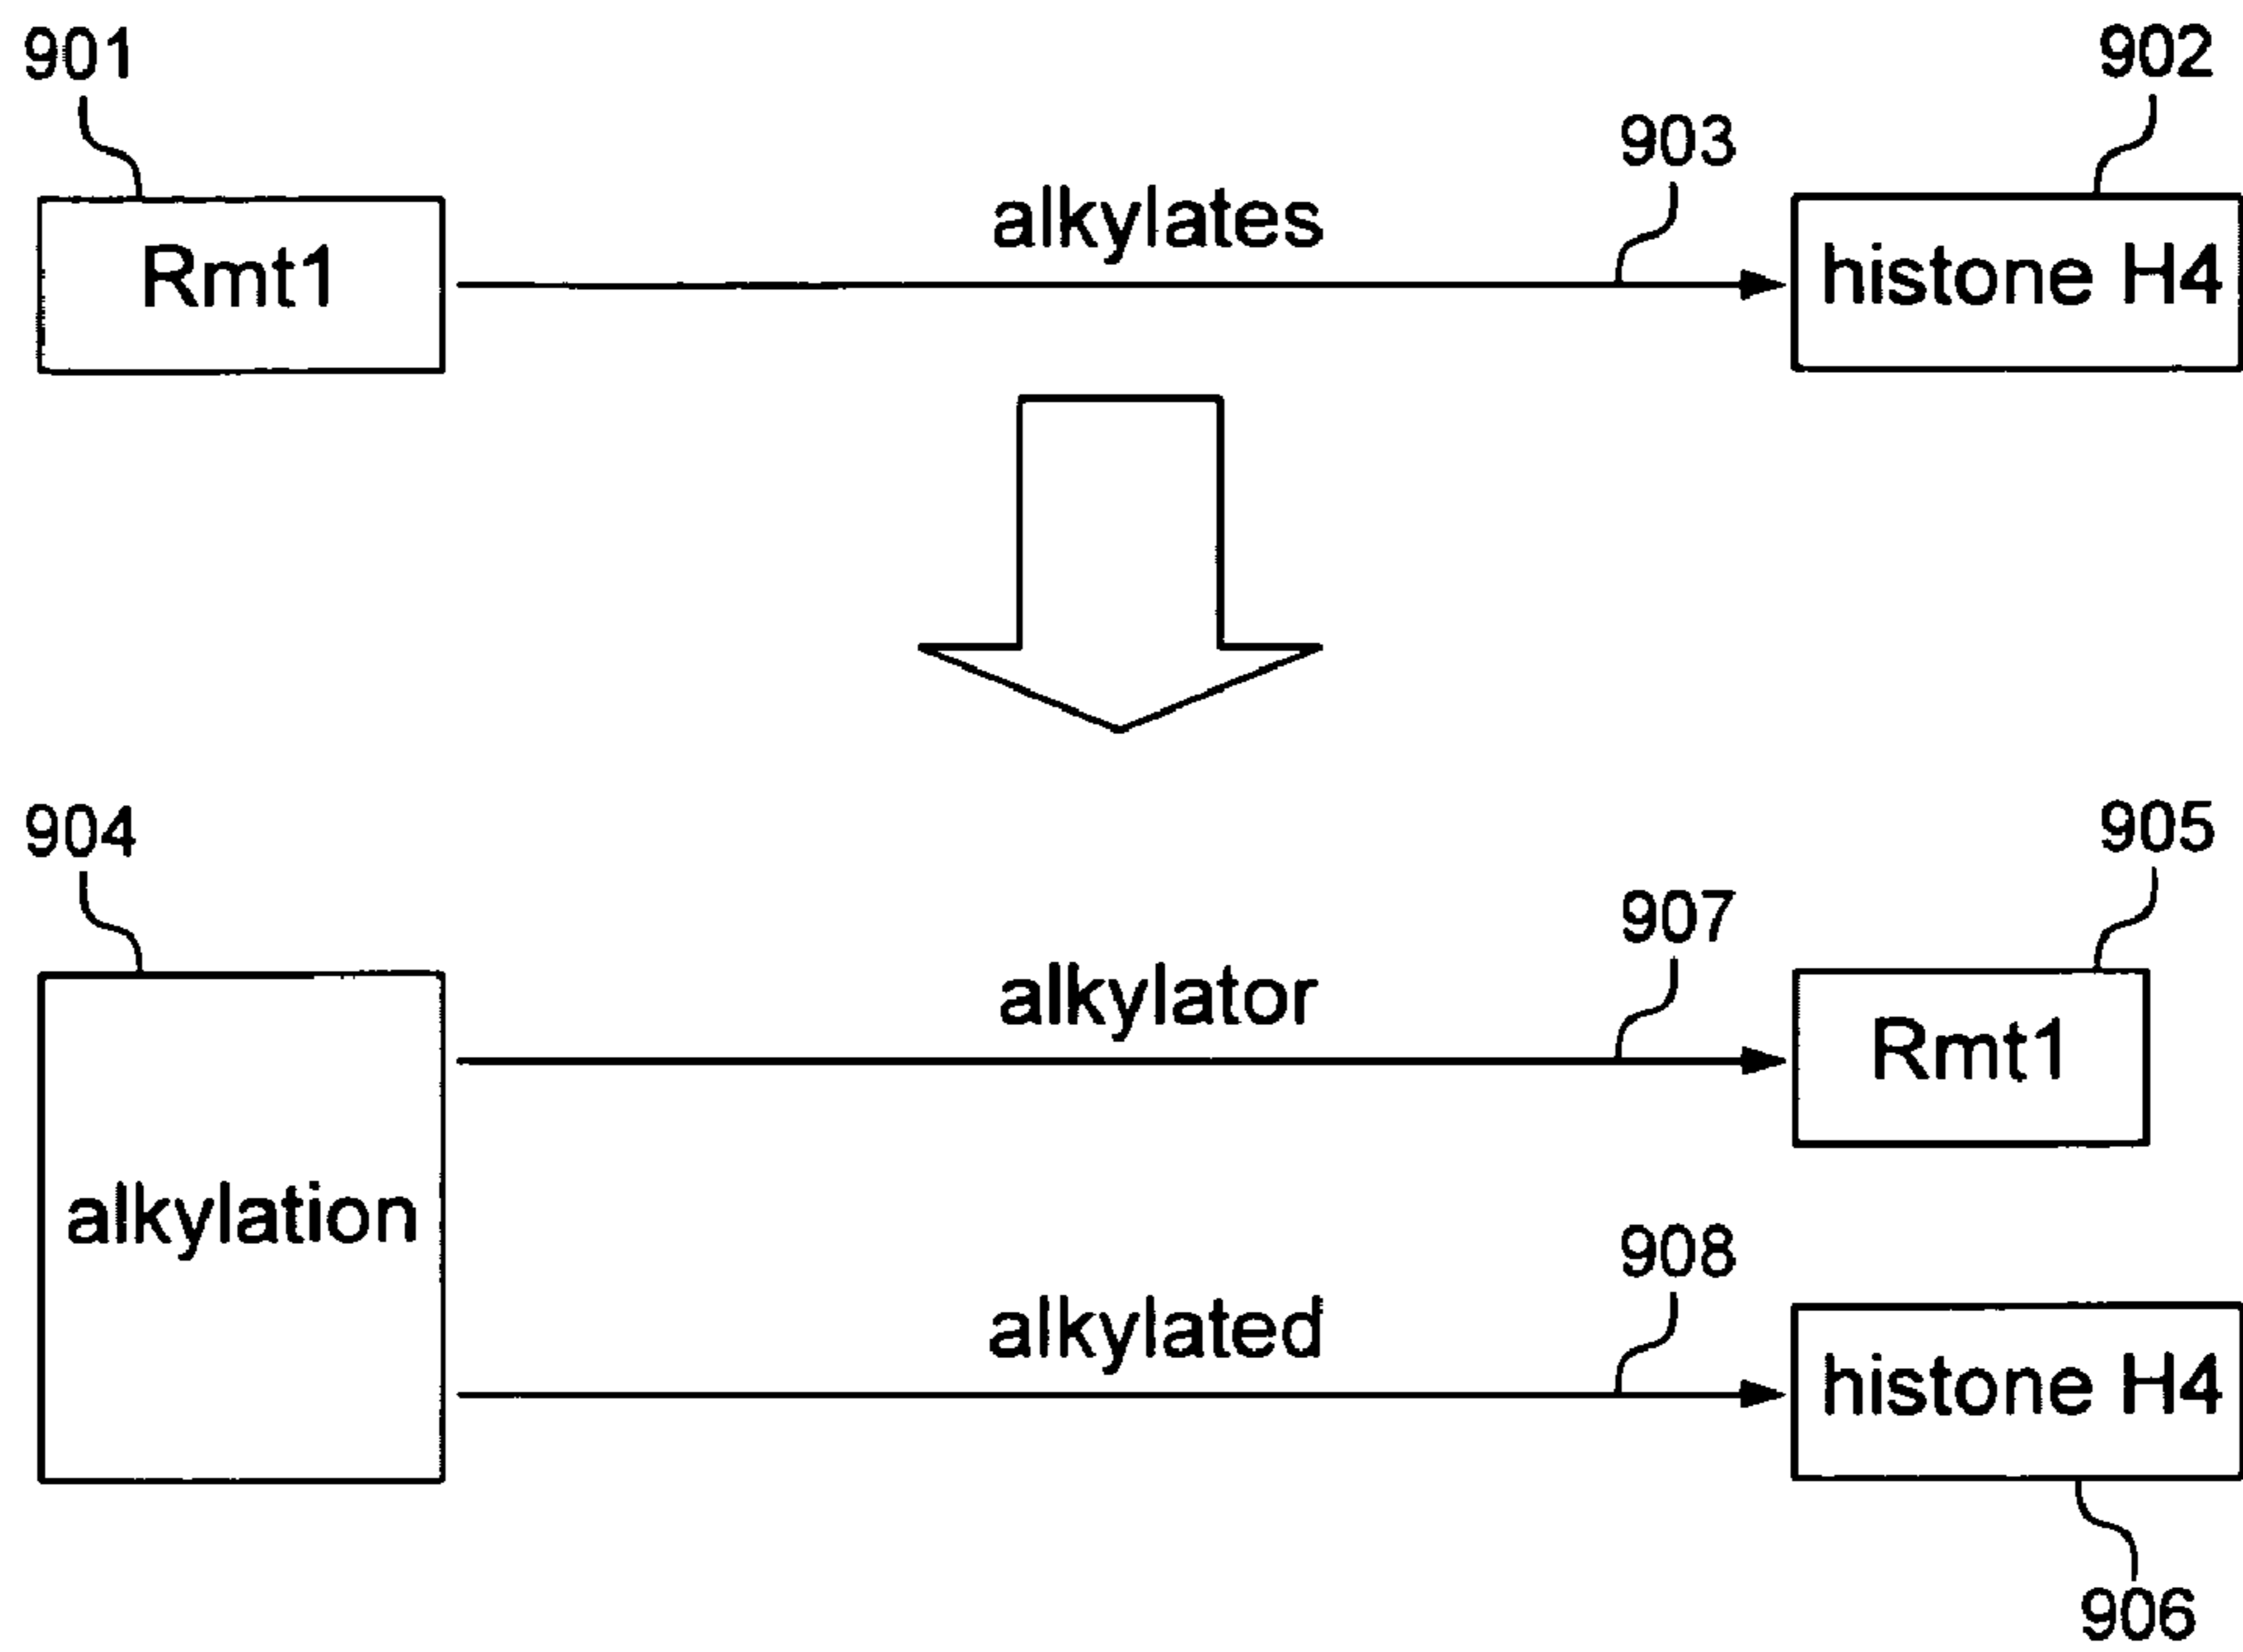 901
902
903
alkylates
Rmt1
histone H4
904
905
907
alkylator
Rmt1
alkylation
908
alkylated
histone H4
906